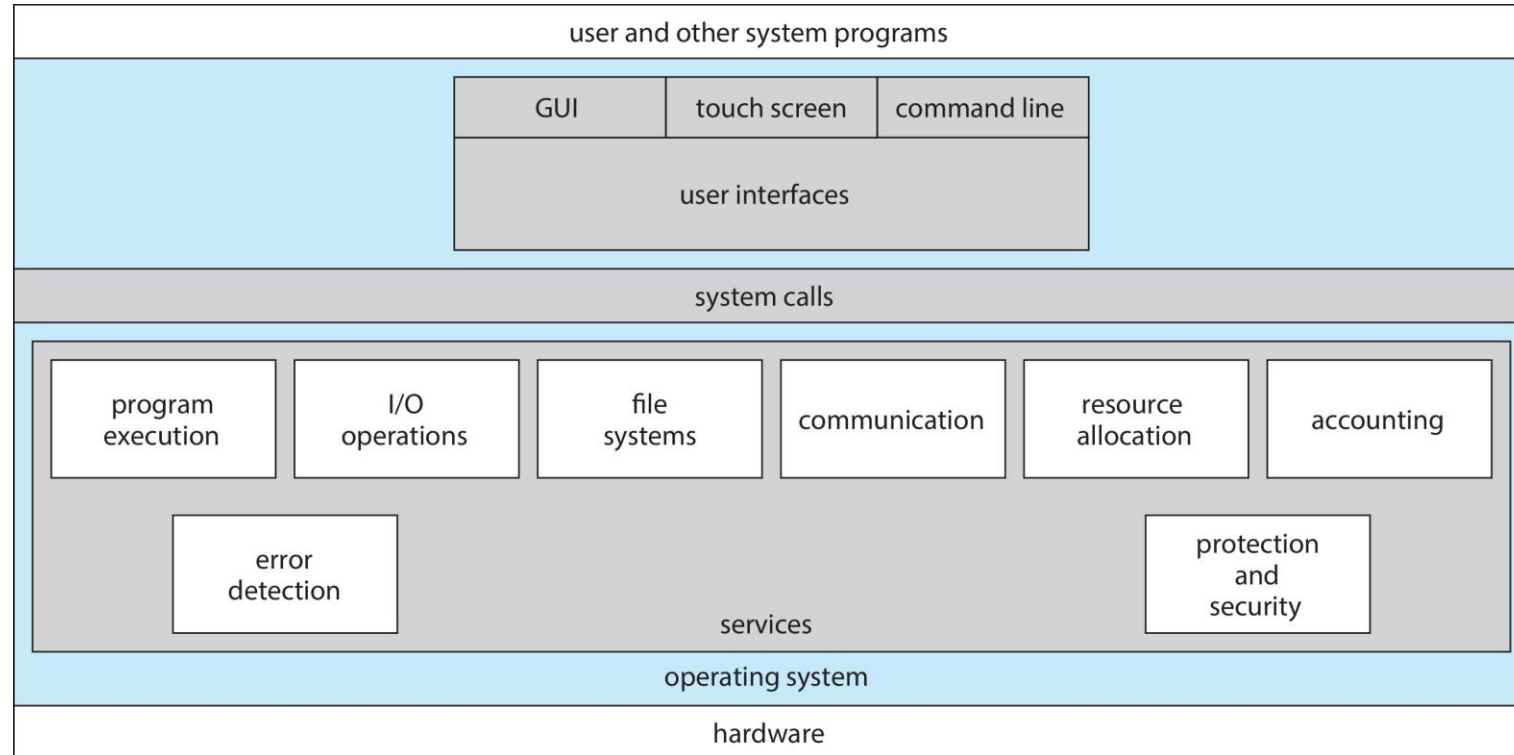 user and other system programs
GUI
touch screen
command line
user interfaces
system calls
program
execution
I/O
operations
file
systems
communication
resource
allocation
accounting
error
detection
protection
and
security
services
operating system
hardware